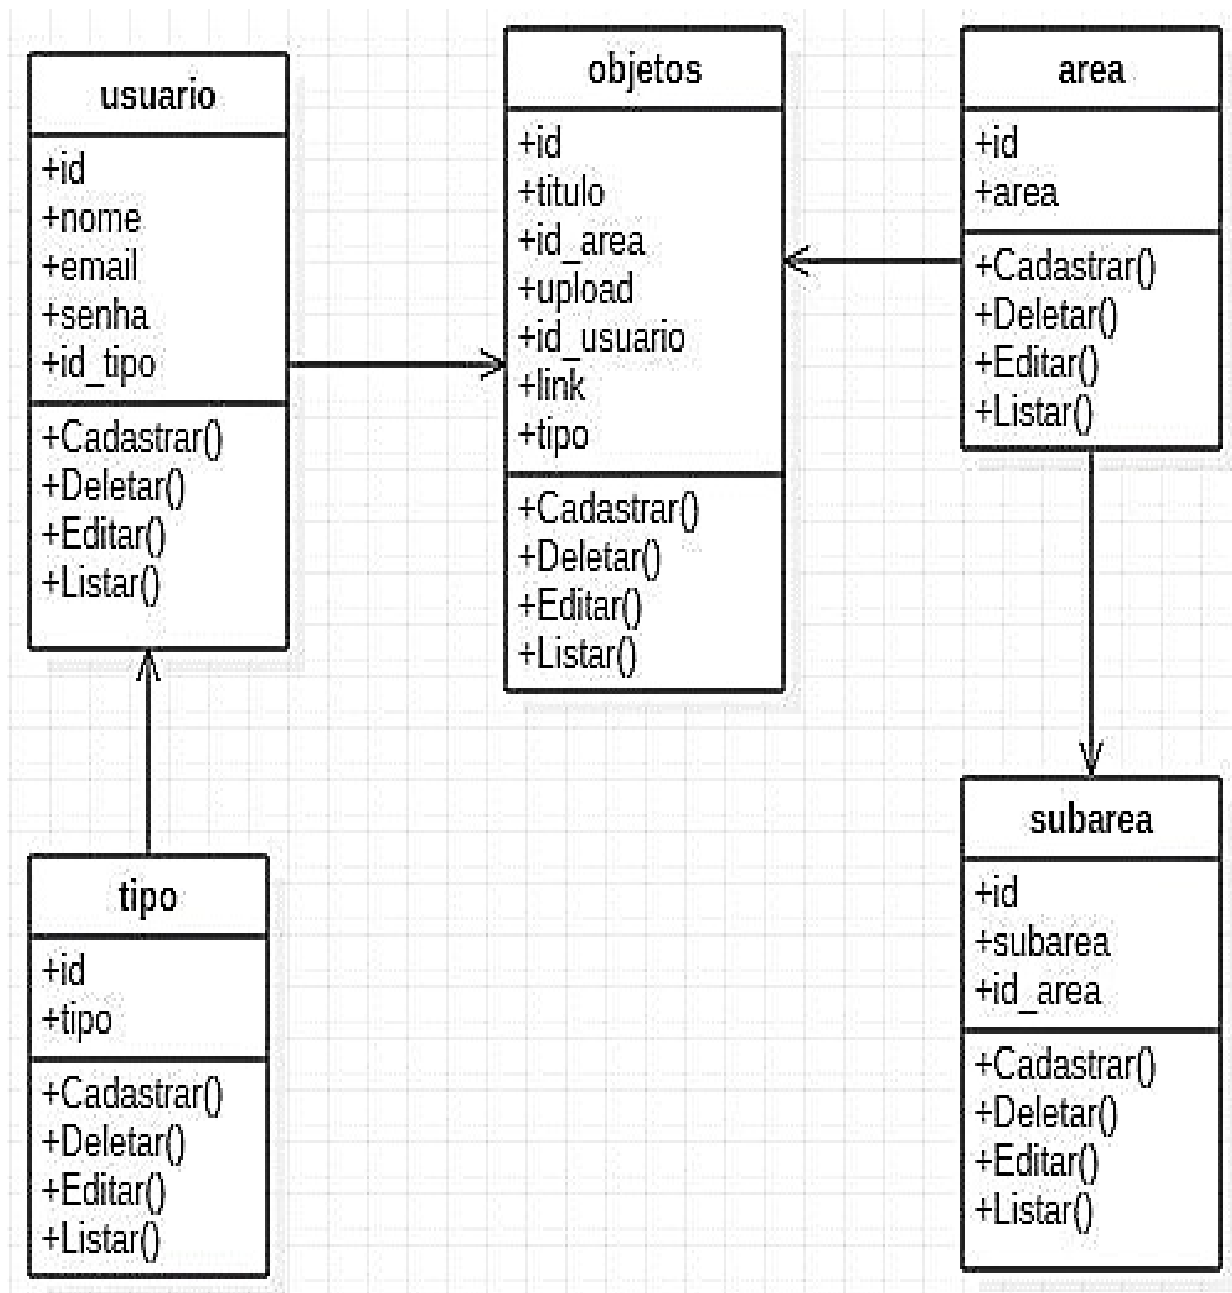 usuario
+id
+nome
+email
+senha
+id_tipo
+Cadastrar()
+Deletar()
+Editar()
+Listar()
objetos
+id
+titulo
+id_area
+upload
+id_usuario
+link
+tipo
+Cadastrar()
+Deletar()
+Editar()
+Listar()
area
+id
+area
+Cadastrar()
+Deletar()
+Editar()
+Listar()
tipo
+id
+tipo
+Cadastrar()
+Deletar()
+Editar()
+Listar()
subarea
+id
+subarea
+id_area
+Cadastrar()
+Deletar()
+Editar()
+Listar()